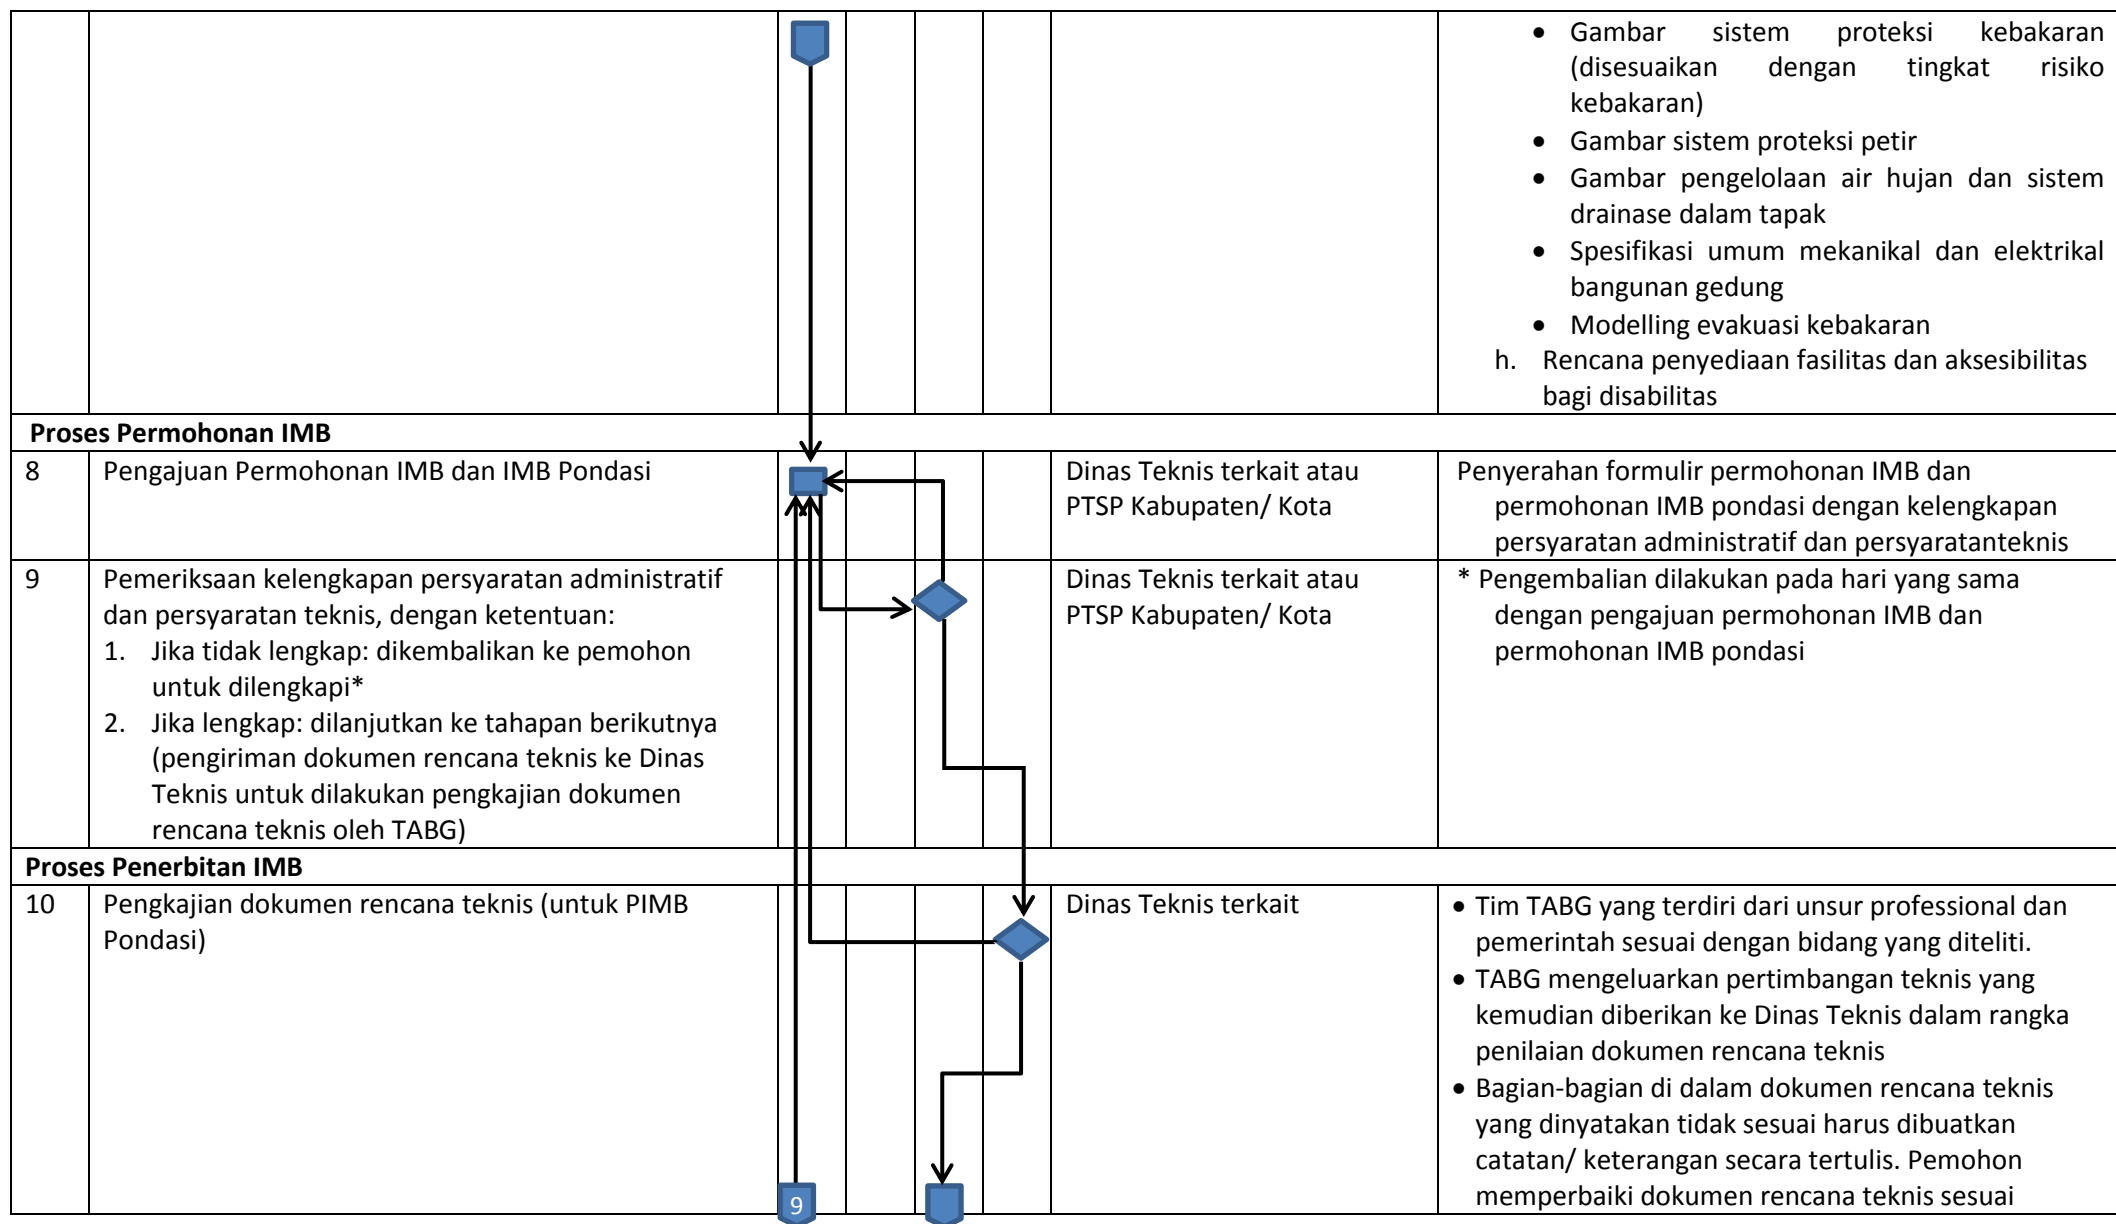 • Gambar sistem proteksi kebakaran
(disesuaikan dengan tingkat risiko
kebakaran)
• Gambar sistem proteksi petir
• Gambar pengelolaan air hujan dan sistem
drainase dalam tapak
• Spesifikasi umum mekanikal dan elektrikal
bangunan gedung
• Modelling evakuasi kebakaran
h. Rencana penyediaan fasilitas dan aksesibilitas
bagi disabilitas
Proses Permohonan IMB
8
Pengajuan Permohonan IMB dan IMB Pondasi
Dinas Teknis terkait atau
PTSP Kabupaten/ Kota
Penyerahan formulir permohonan IMB dan
permohonan IMB pondasi dengan kelengkapan
persyaratan administratif dan persyaratanteknis
9
Pemeriksaan kelengkapan persyaratan administratif
dan persyaratan teknis, dengan ketentuan:
1. Jika tidak lengkap: dikembalikan ke pemohon
untuk dilengkapi*
2. Jika lengkap: dilanjutkan ke tahapan berikutnya
(pengiriman dokumen rencana teknis ke Dinas
Teknis untuk dilakukan pengkajian dokumen
rencana teknis oleh TABG)
Dinas Teknis terkait atau
PTSP Kabupaten/ Kota
* Pengembalian dilakukan pada hari yang sama
dengan pengajuan permohonan IMB dan
permohonan IMB pondasi
Proses Penerbitan IMB
10
Pengkajian dokumen rencana teknis (untuk PIMB
Pondasi)
Dinas Teknis terkait
• Tim TABG yang terdiri dari unsur professional dan
pemerintah sesuai dengan bidang yang diteliti.
• TABG mengeluarkan pertimbangan teknis yang
kemudian diberikan ke Dinas Teknis dalam rangka
penilaian dokumen rencana teknis
• Bagian-bagian di dalam dokumen rencana teknis
yang dinyatakan tidak sesuai harus dibuatkan
catatan/ keterangan secara tertulis. Pemohon
memperbaiki dokumen rencana teknis sesuai
9